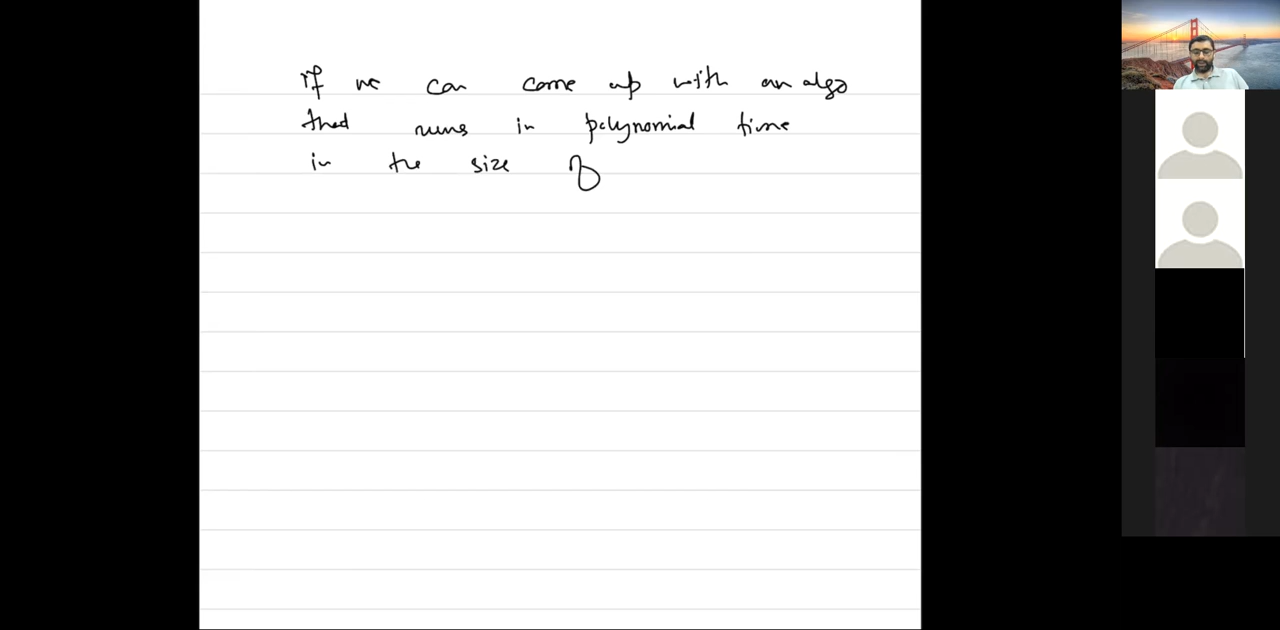 If we can come up with an algo
that runs in polynomial time
in the size of